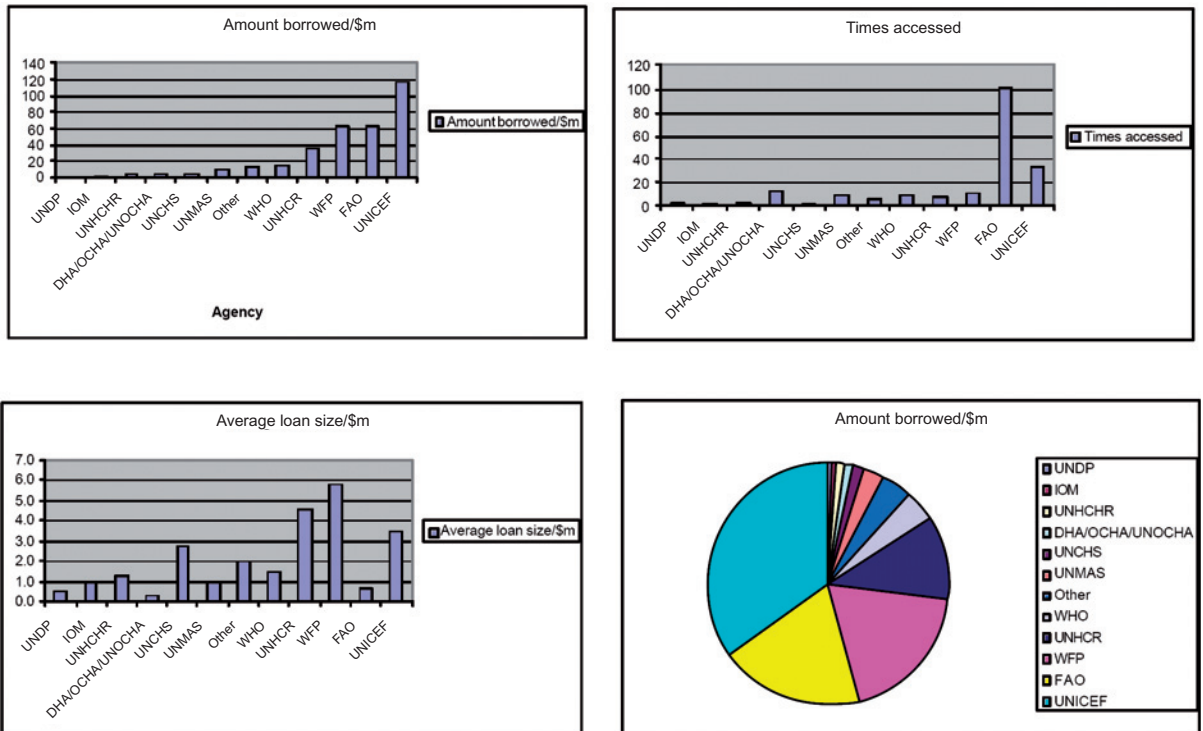 Amount borrowed/$m
140
120
100
80
60
40
20
0
UNDP
IOM
UNHCHR
DHA/OCHA/UNOCHA
UNCHS
UNMAS
Other
WHO
UNHCR
WFP
FAO
UNICEF
Agency
Amount borrowed/$m
Times accessed
120
100
80
60
40
20
0
UNDP
IOM
UNHCHR
DHA/OCHA/UNOCHA
UNCHS
UNMAS
Other
WHO
UNHCR
WFP
FAO
UNICEF
Times accessed
Average loan size/$m
7.0
6.0
5.0
4.0
3.0
2.0
1.0
0.0
UNDP
IOM
UNHCHR
DHA/OCHA/UNOCHA
UNCHS
UNMAS
Other
WHO
UNHCR
WFP
FAO
UNICEF
Average loan size/$m
Amount borrowed/$m
UNDP
IOM
UNHCHR
DHA/OCHA/UNOCHA
UNCHS
UNMAS
Other
WHO
UNHCR
WFP
FAO
UNICEF